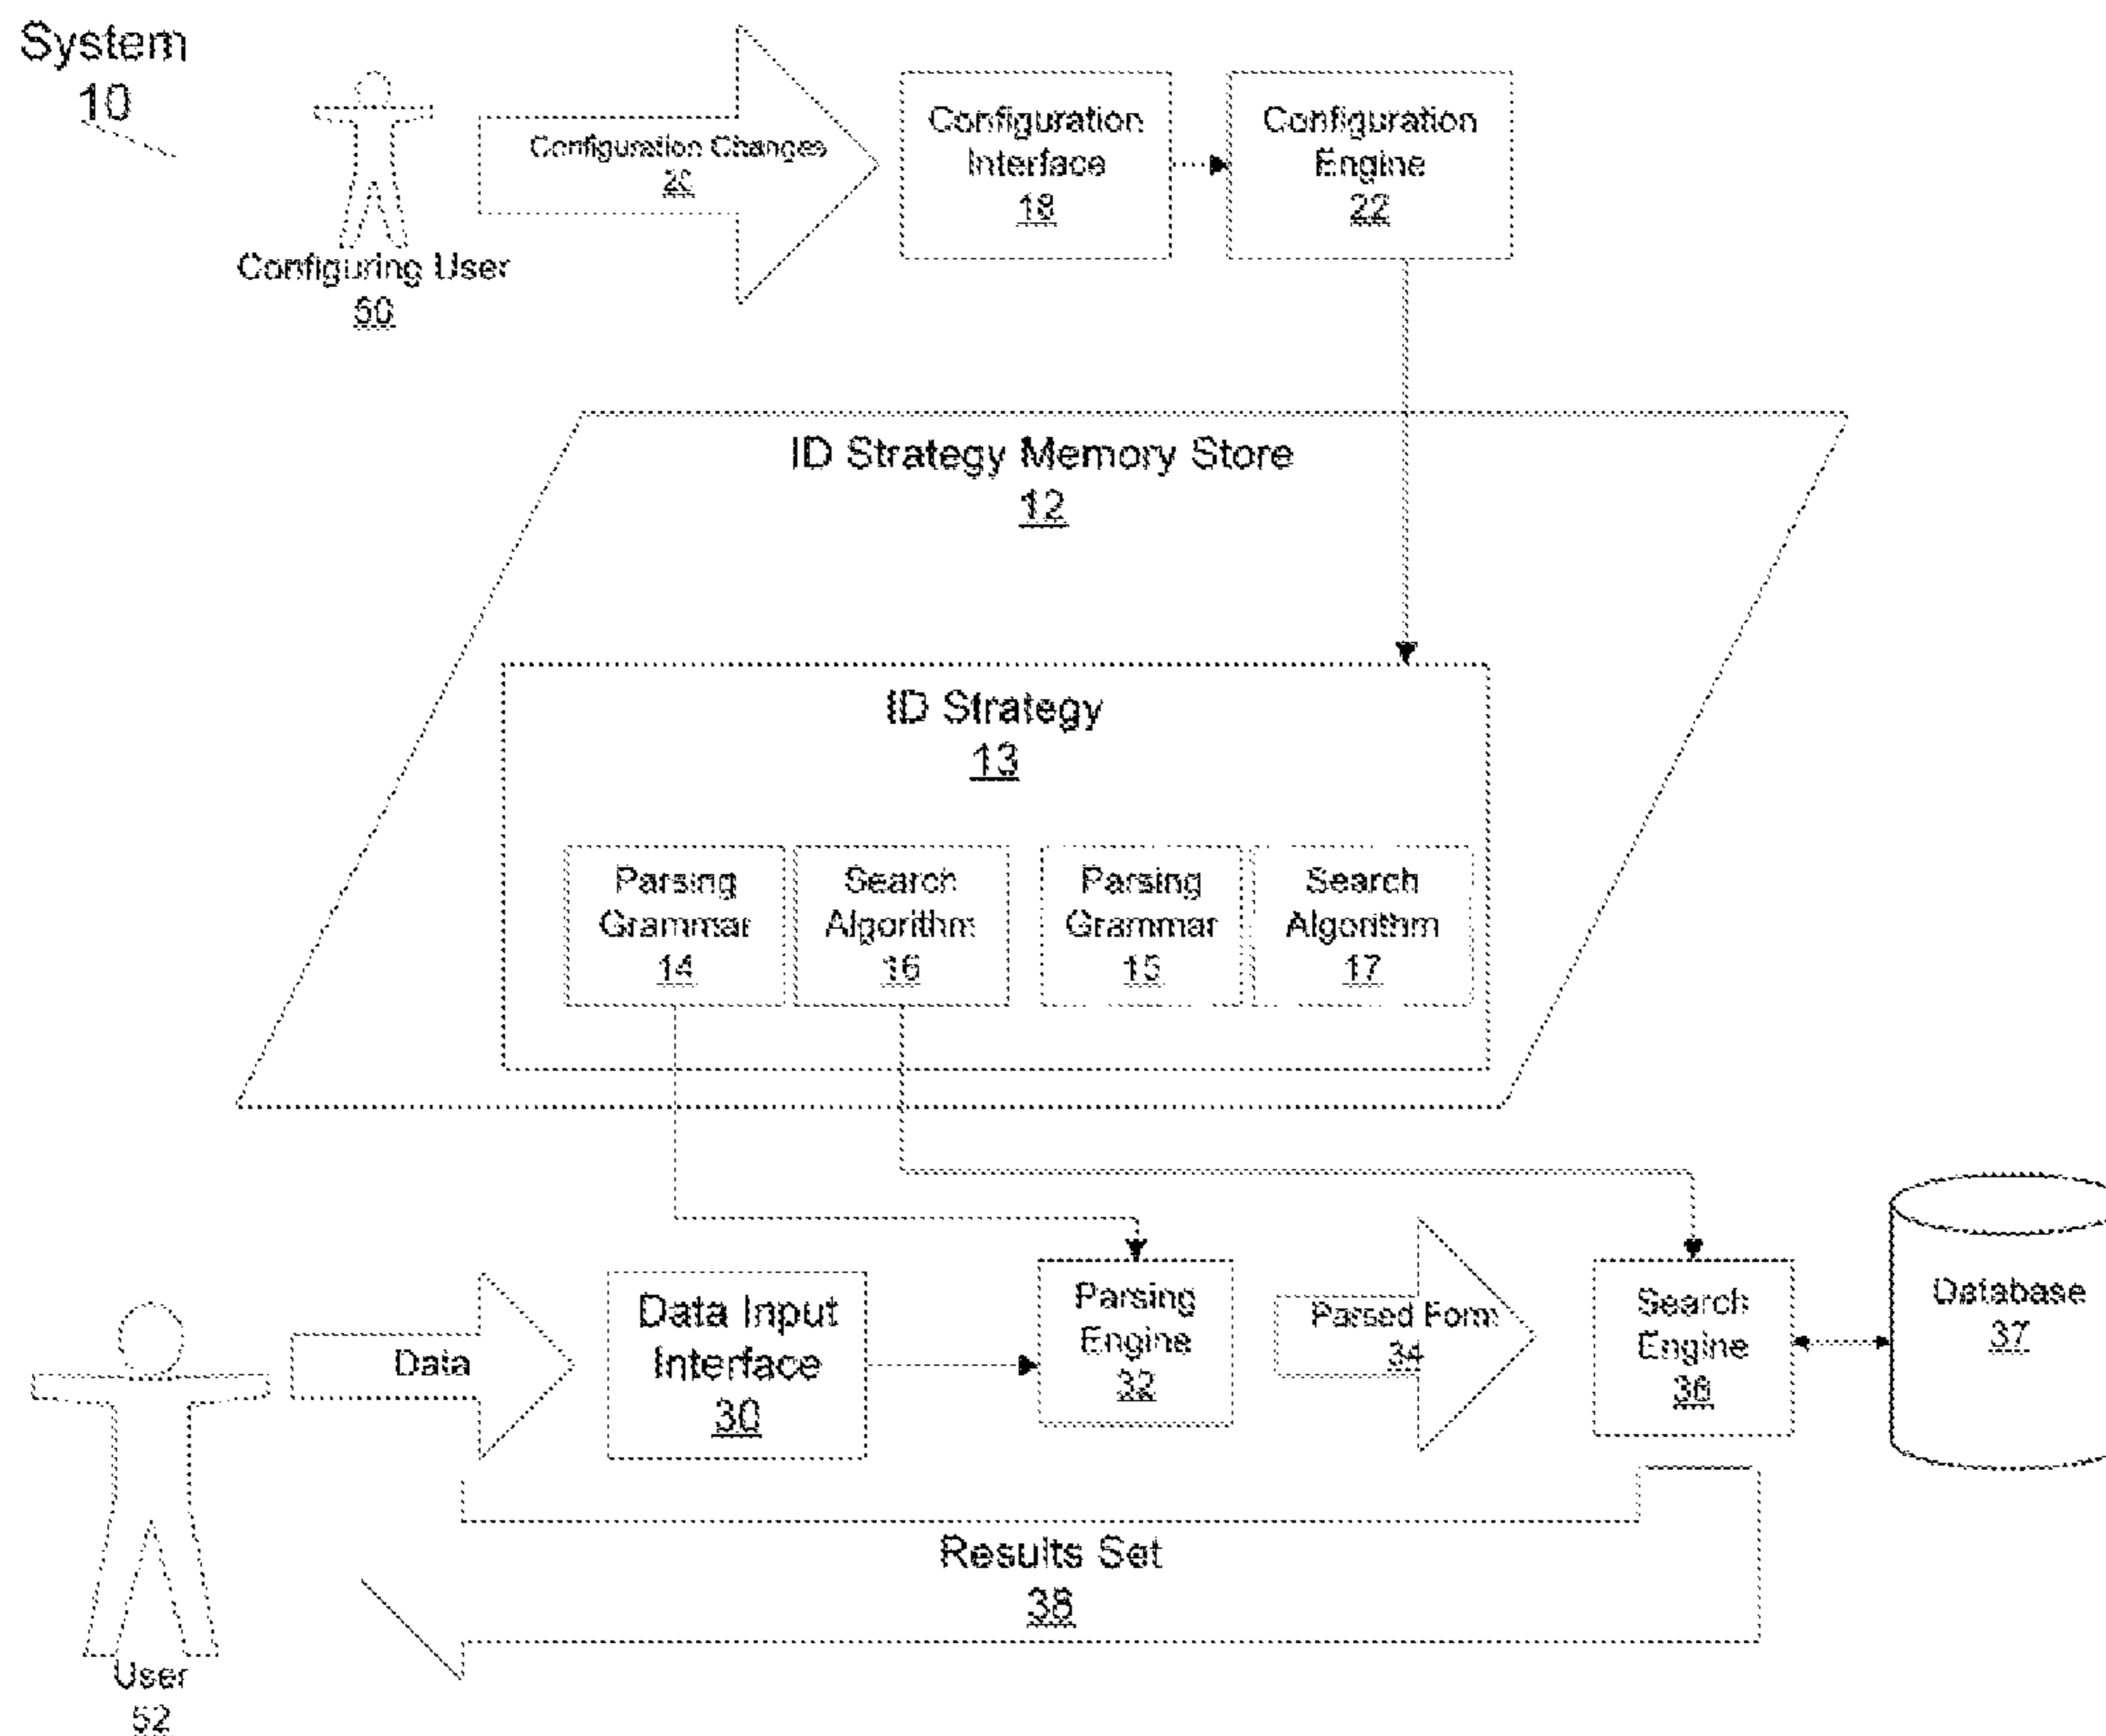 System
10
Configuring User
50
Configuration Changes
20
Configuration
Interface
18
Configuration
Engine
22
ID Strategy Memory Store
12
ID Strategy
13
Parsing
Grammar
14
Search
Algorithm
16
Parsing
Grammar
15
Search
Algorithm
17
Data
Data Input
Interface
30
Parsing
Engine
32
Parsed Form
34
Search
Engine
36
Database
37
Results Set
38
User
52